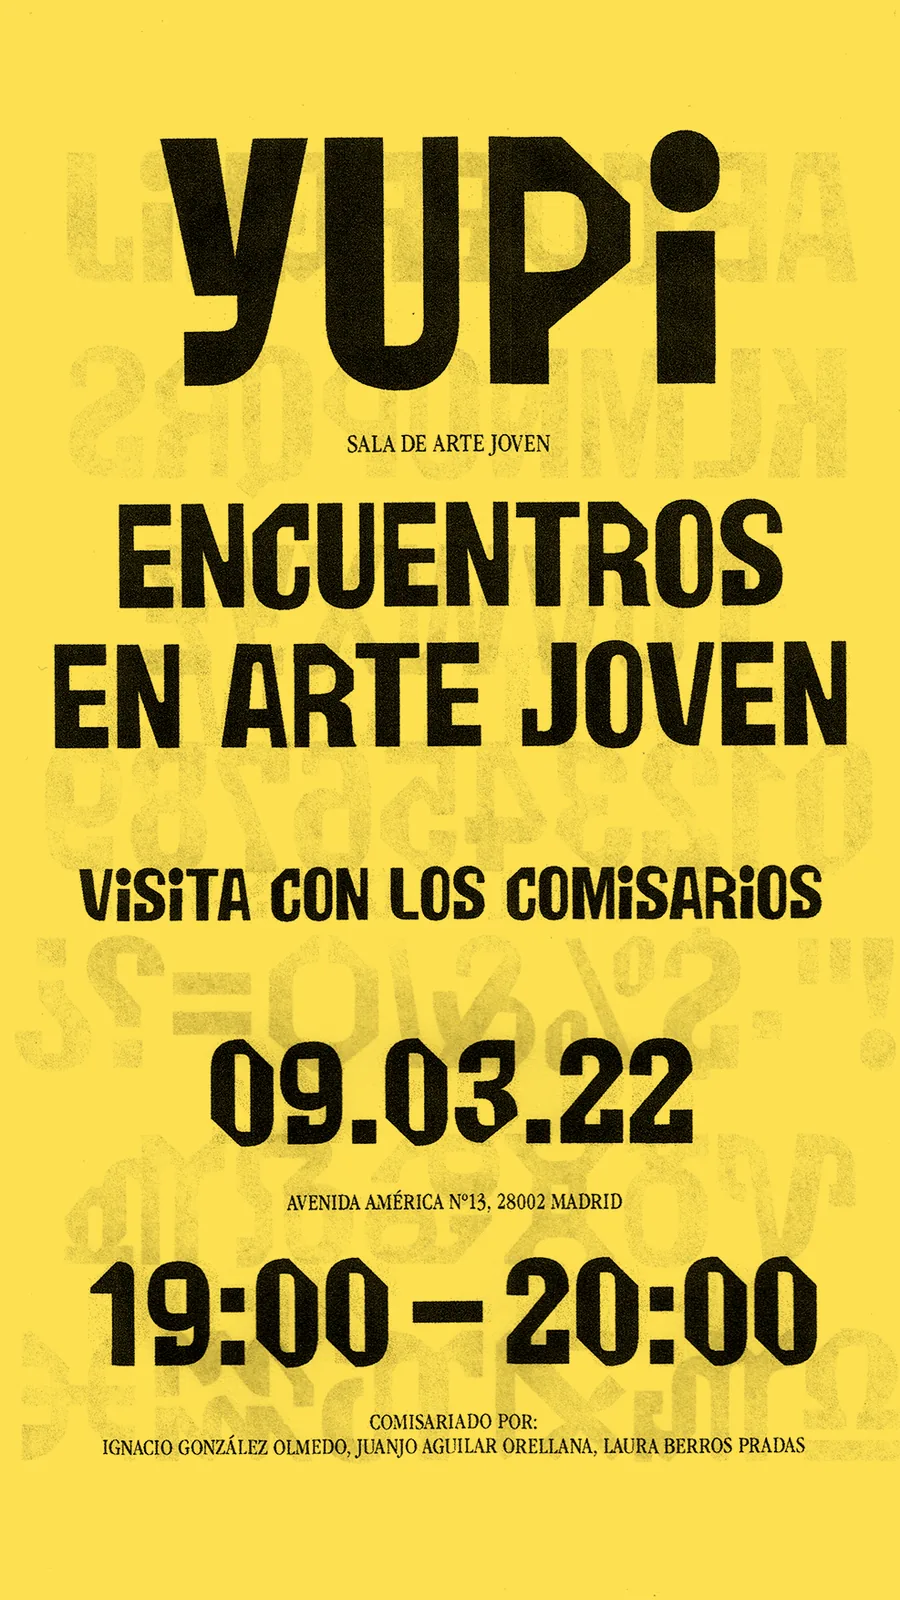 YUPi
SALA DE ARTE JOVEN
ENCUENTROS
EN ARTE JOVEN
ViSiTA CON LOS COMiSARiOS
09.03.22
AVENIDA AMÉRICA Nº13, 28002 MADRID
19:00 – 20:00
COMISARIADO POR:
IGNACIO GONZÁLEZ OLMEDO, JUANJO AGUILAR ORELLANA, LAURA BERROS PRADAS